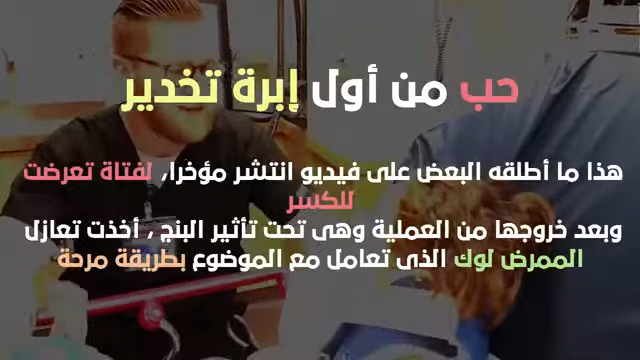 حب من أول إبرة تخدير
هذا ما أطلقه البعض على فيديو انتشر مؤخرا، لفتاة تعرضت
للكسر
وبعد خروجها من العملية وهى تحت تأثير البنج , أخذت تعازل
الممرض لوك الذى تعامل مع الموضوع بطريقة مرحة